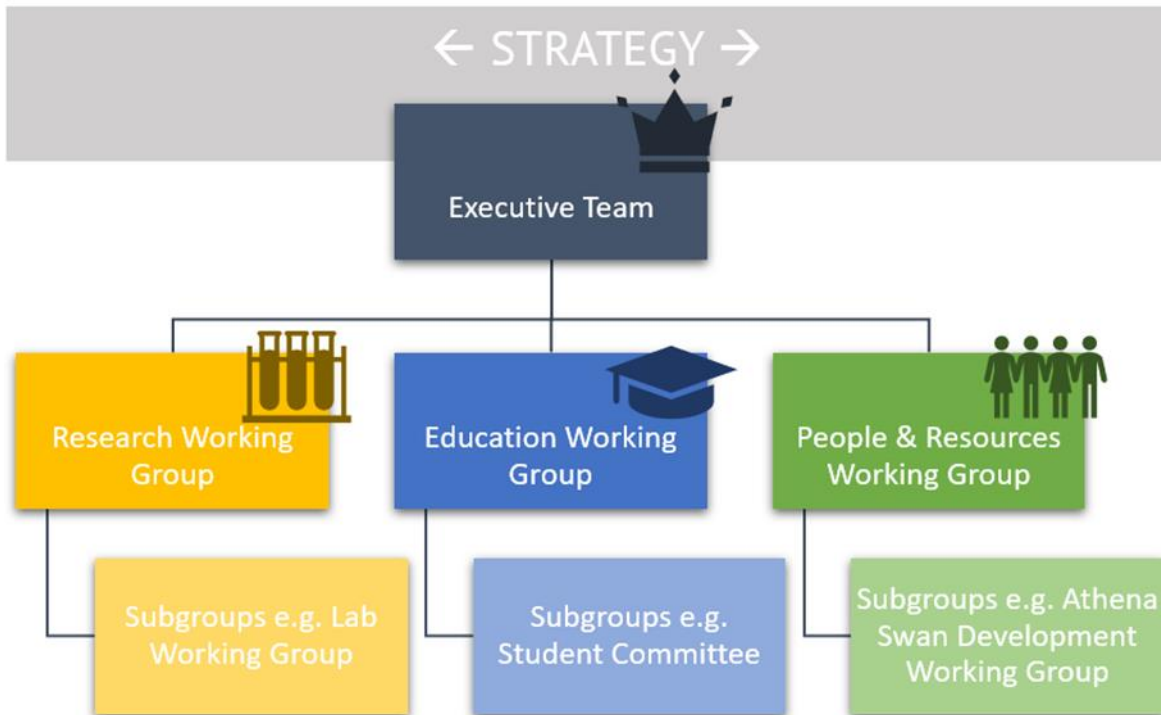 ← STRATEGY →
Executive Team
Research Working
Group
Education Working
Group
People & Resources
Working Group
Subgroups e.g. Lab
Working Group
Subgroups e.g.
Student Committee
Subgroups e.g. Athena
Swan Development
Working Group